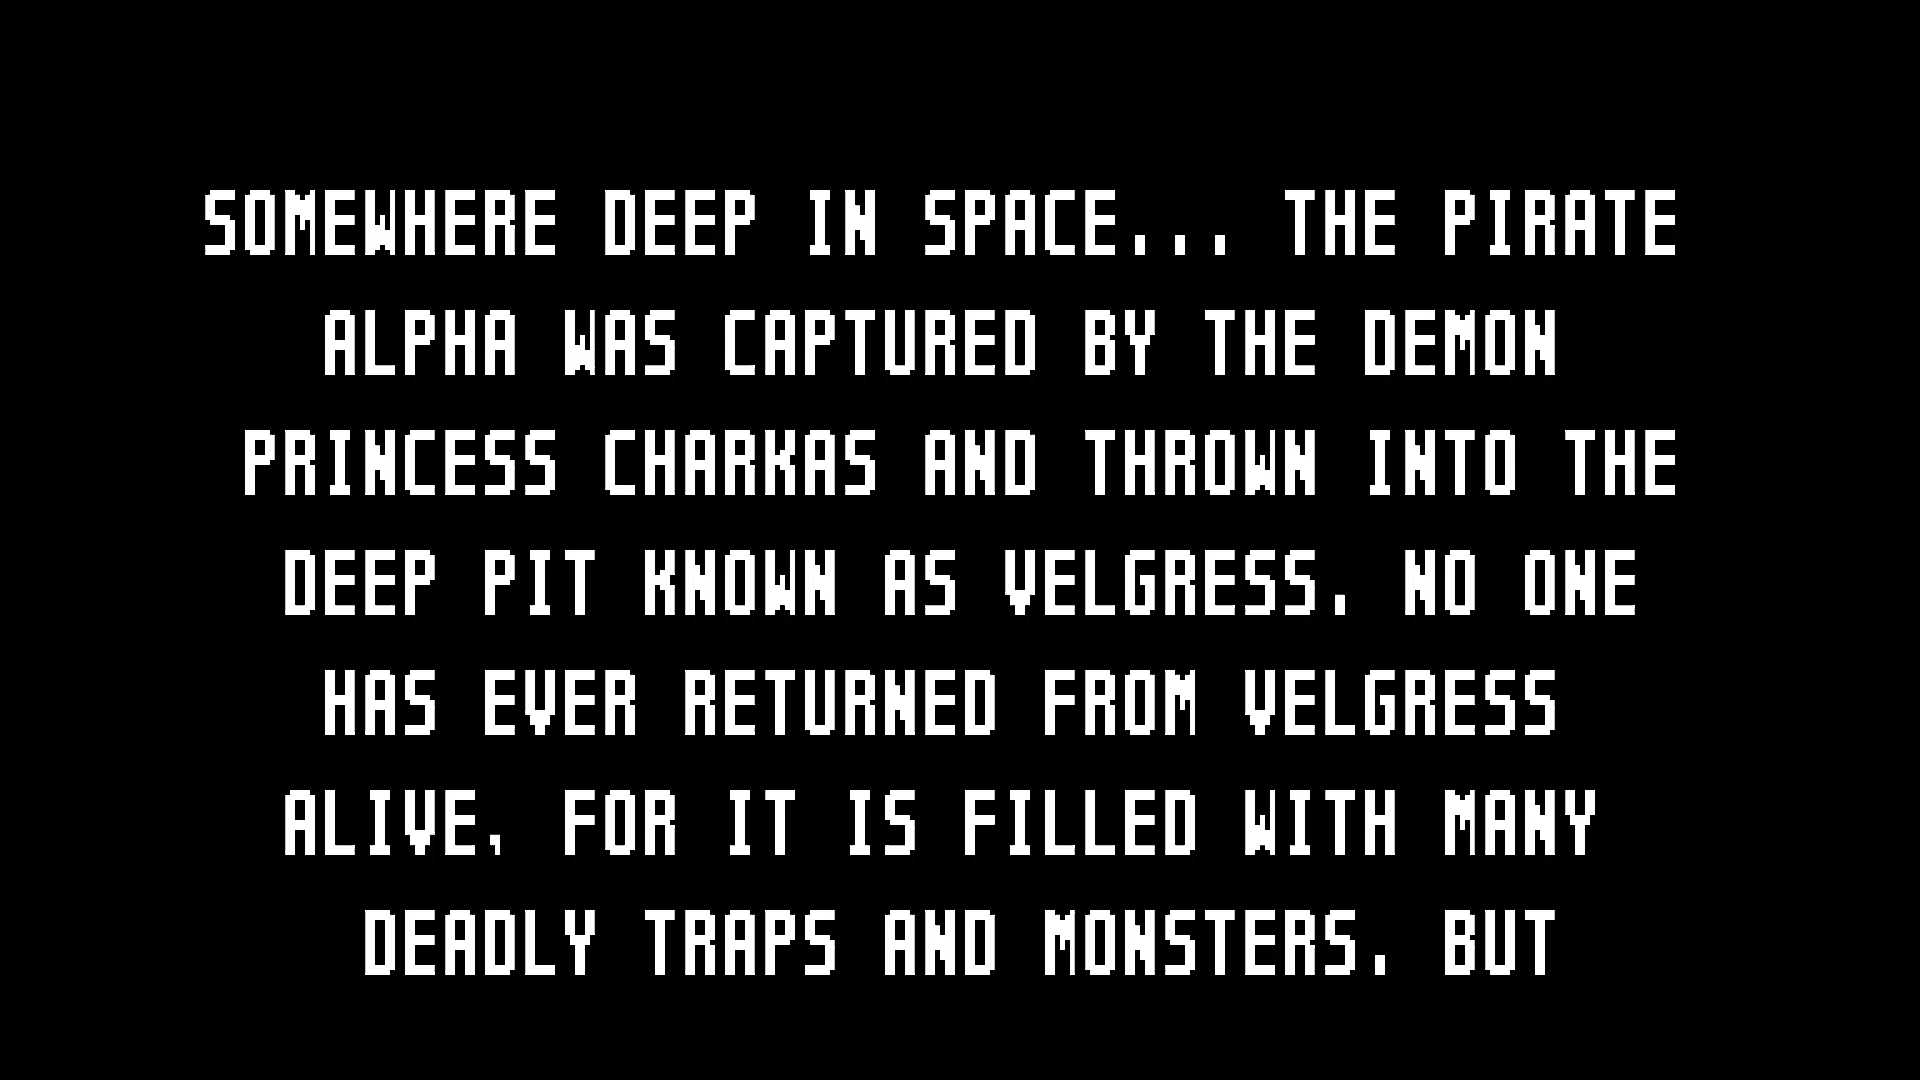 SOMEWHERE DEEP IN SPACE... THE PIRATE
ALPHA WAS CAPTURED BY THE DEMON
PRINCESS CHARKAS AND THROWN INTO THE
DEEP PIT KNOWN AS VELGRESS. NO ONE
HAS EVER RETURNED FROM VELGRESS
ALIVE, FOR IT IS FILLED WITH MANY
DEADLY TRAPS AND MONSTERS. BUT